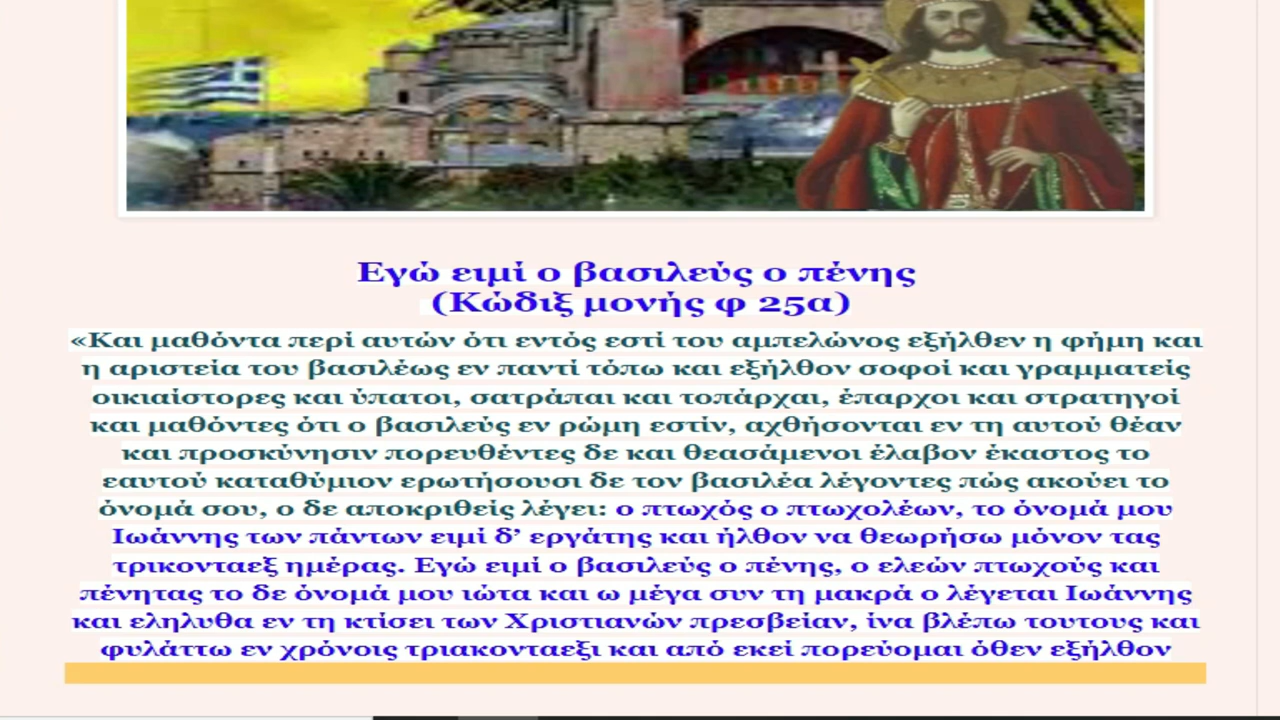 Εγώ ειμί ο βασιλεύς ο πένης
(Κώδιξ μονής φ 25α)
«Και μαθόντα περί αυτών ότι εντός εστί του αμπελώνος εξήλθεν η φήμη και
η αριστεία του βασιλέως εν παντί τόπω και εξήλθον σοφοί και γραμματείς
οικιαίστορες και ύπατοι, σατράπαι και τοπάρχαι, έπαρχοι και στρατηγοί
και μαθόντες ότι ο βασιλεύς εν ρώμη εστίν, αχθήσονται εν τη αυτού θέαν
και προσκύνησιν πορευθέντες δε και θεασάμενοι έλαβον έκαστος το
εαυτού καταθύμιον ερωτήσουσι δε τον βασιλέα λέγοντες πώς ακούει το
όνομά σου, ο δε αποκριθείς λέγει: ο πτωχός ο πτωχολέων, το όνομά μου
Ιωάννης των πάντων ειμί δ’ εργάτης και ήλθον να θεωρήσω μόνον τας
τρικονταεξ ημέρας. Εγώ ειμί ο βασιλεύς ο πένης, ο ελεών πτωχούς και
πένητας το δε όνομά μου ιώτα και ω μέγα συν τη μακρά ο λέγεται Ιωάννης
και εληλυθα εν τη κτίσει των Χριστιανών πρεσβείαν, ίνα βλέπω τουτους και
φυλάττω εν χρόνοις τριακονταεξι και από εκεί πορεύομαι όθεν εξήλθον